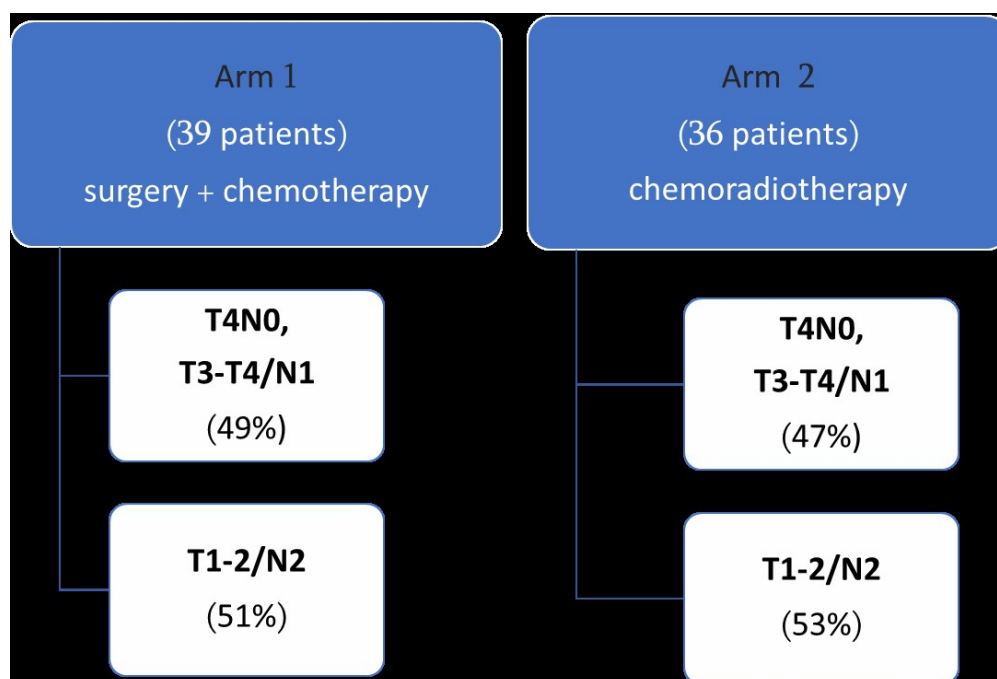 Arm 1
(39 patients)
surgery + chemotherapy
T4N0,
T3-T4/N1
(49%)
T1-2/N2
(51%)
Arm 2
(36 patients)
chemoradiotherapy
T4N0,
T3-T4/N1
(47%)
T1-2/N2
(53%)